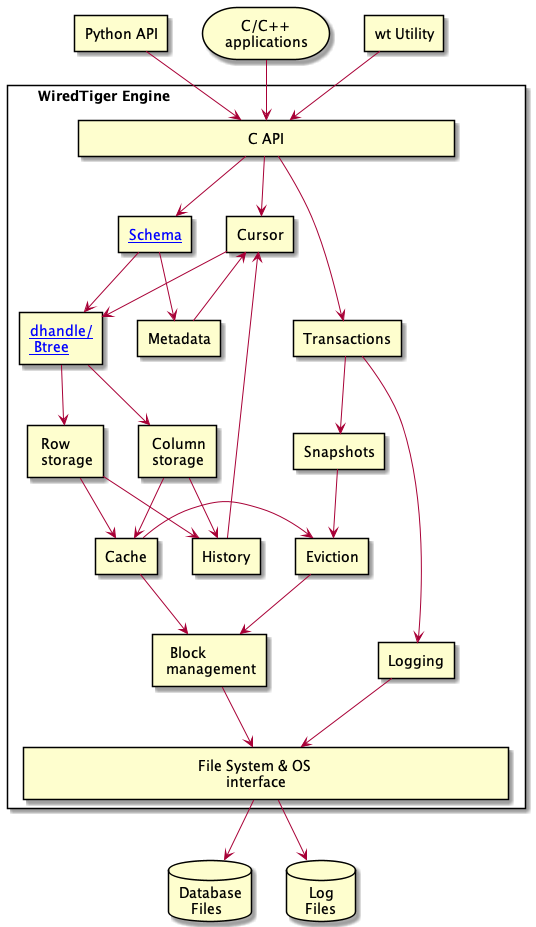 Python API
C/C++
applications
wt Utility
WiredTiger Engine
C API
Schema
Cursor
dhandle/
Btree
Metadata
Transactions
Row
storage
Column
storage
Snapshots
Cache
History
Eviction
Block
management
Logging
File System & OS
interface
Database
Files
Log
Files